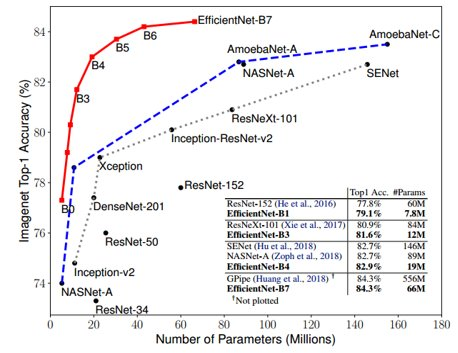 EfficientNet-B7
B6
B5
B4
AmoebaNet-A
AmoebaNet-C
NASNet-A
SENet
B3
ResNeXt-101
Inception-ResNet-v2
Xception
ResNet-152
B0
DenseNet-201
ResNet-50
Inception-v2
NASNet-A
ResNet-34
Top1 Acc. #Params
ResNet-152 (He et al., 2016) 77.8% 60M
EfficientNet-B1 79.1% 7.8M
ResNeXt-101 (Xie et al., 2017) 80.9% 84M
EfficientNet-B3 81.6% 12M
SENet (Hu et al., 2018) 82.7% 146M
NASNet-A (Zoph et al., 2018) 82.7% 89M
EfficientNet-B4 82.9% 19M
GPipe (Huang et al., 2018) † 84.3% 556M
EfficientNet-B7 84.3% 66M
†Not plotted
84
82
80
78
76
74
Imagenet Top-1 Accuracy (%)
0 20 40 60 80 100 120 140 160 180
Number of Parameters (Millions)